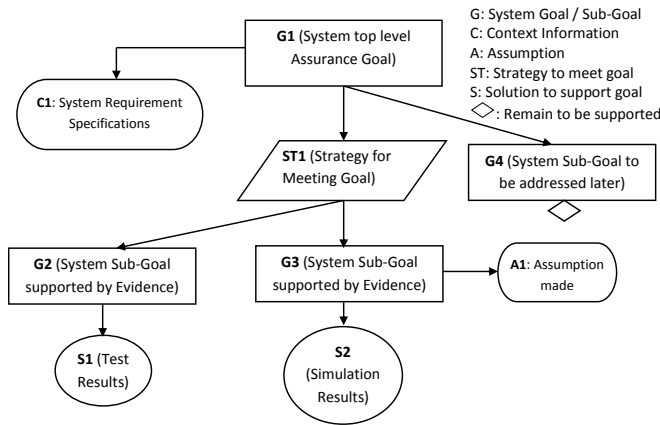 G1 (System top level
Assurance Goal)
G: System Goal / Sub-Goal
C: Context Information
A: Assumption
ST: Strategy to meet goal
S: Solution to support goal
: Remain to be supported
C1: System Requirement
Specifications
ST1 (Strategy for
Meeting Goal)
G4 (System Sub-Goal to
be addressed later)
G2 (System Sub-Goal
supported by Evidence)
G3 (System Sub-Goal
supported by Evidence)
A1: Assumption
made
S1 (Test
Results)
S2
(Simulation
Results)